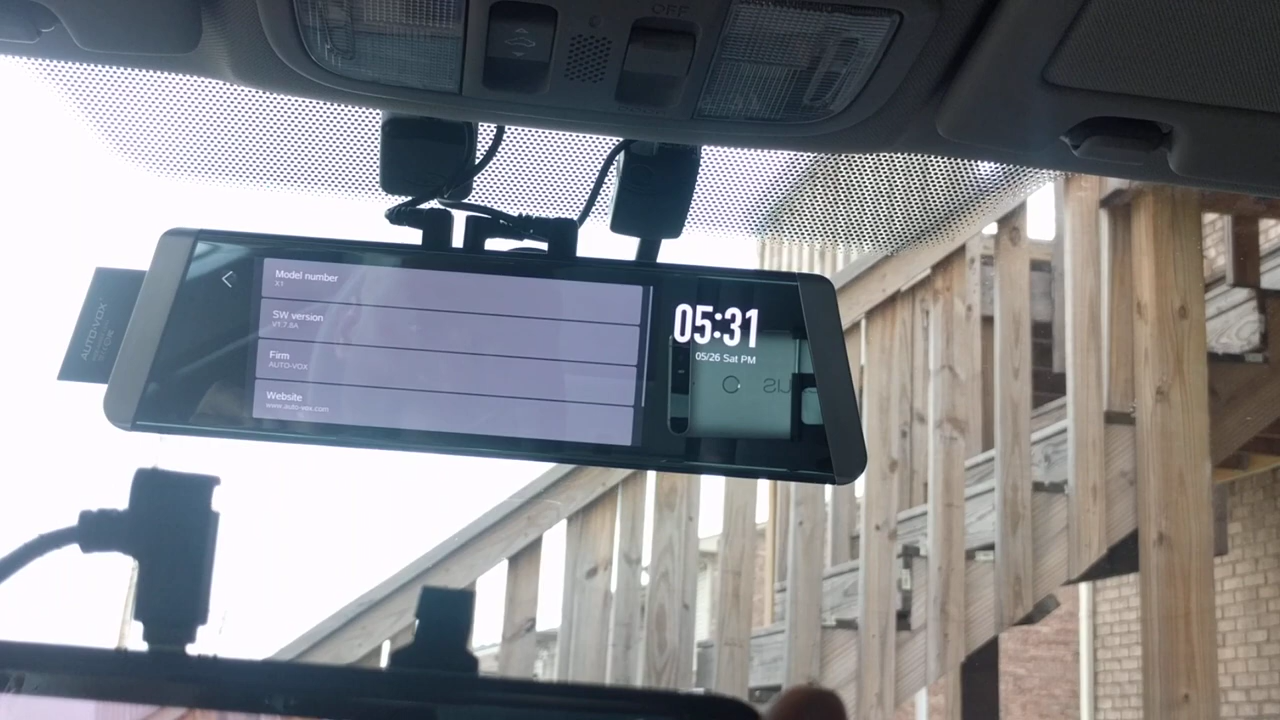 OFF
Model number
X1
SW version
V1.7.8A
Firm
AUTO-VOX
Website
www.auto-vox.com
05:31
05/26 Sat PM
AUTO-VOX